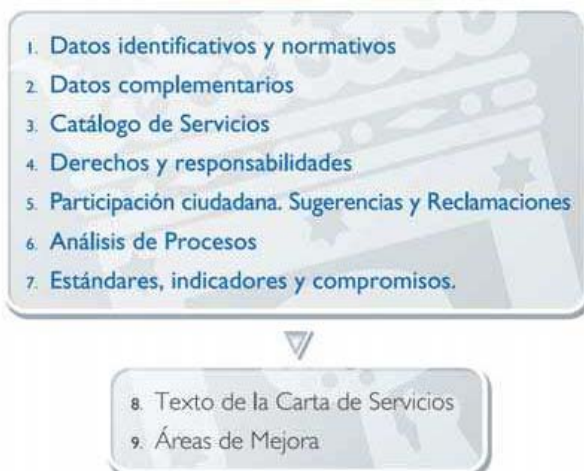 1. Datos identificativos y normativos
2. Datos complementarios
3. Catálogo de Servicios
4. Derechos y responsabilidades
5. Participación ciudadana. Sugerencias y Reclamaciones
6. Análisis de Procesos
7. Estándares, indicadores y compromisos.
8. Texto de la Carta de Servicios
9. Áreas de Mejora